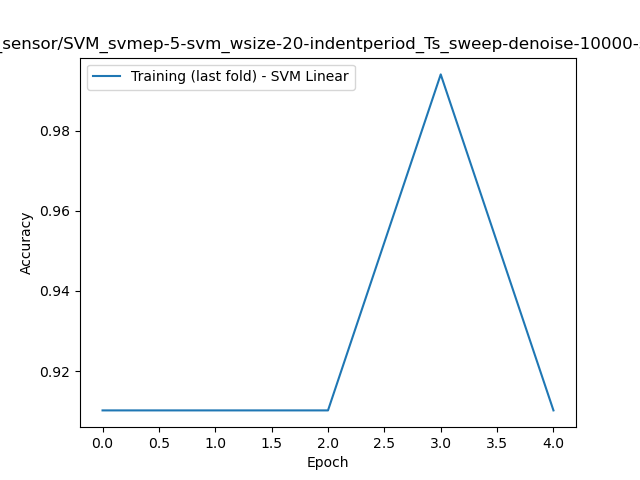 _sensor/SVM_svmep-5-svm_wsize-20-indentperiod_Ts_sweep-denoise-10000-
Training (last fold) - SVM Linear
0.98
0.96
0.94
0.92
Accuracy
0.0 0.5 1.0 1.5 2.0 2.5 3.0 3.5 4.0
Epoch